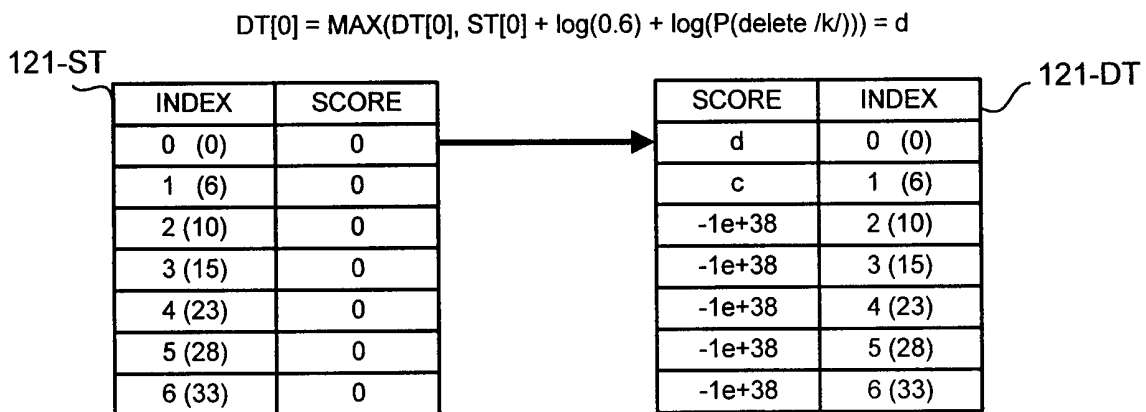 DT[0] = MAX(DT[0], ST[0] + log(0.6) + log(P(delete /k/))) = d
121-ST
121-DT
INDEX SCORE SCORE INDEX
0 (0) 0 d 0 (0)
1 (6) 0 c 1 (6)
2 (10) 0 -1e+38 2 (10)
3 (15) 0 -1e+38 3 (15)
4 (23) 0 -1e+38 4 (23)
5 (28) 0 -1e+38 5 (28)
6 (33) 0 -1e+38 6 (33)